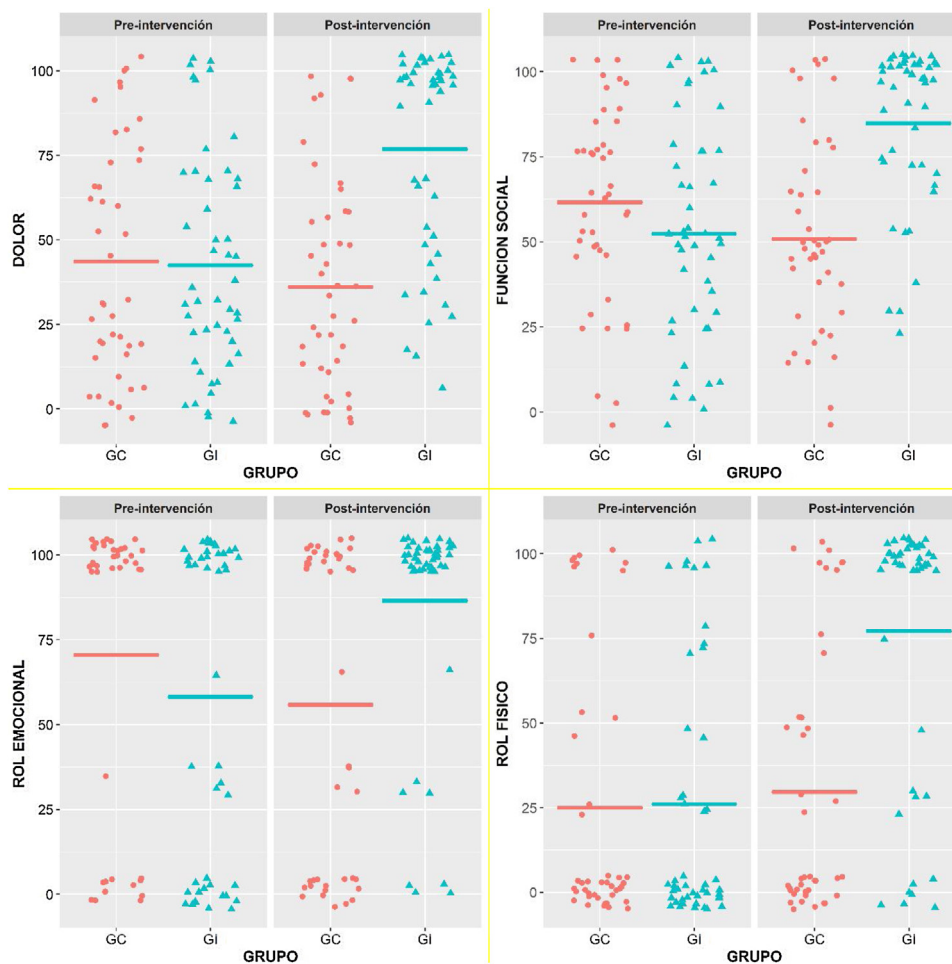 Pre-intervención
Post-intervención
DOLOR
100
75
50
25
0
GC
GI
GC
GI
GRUPO
Pre-intervención
Post-intervención
FUNCION SOCIAL
100
75
50
25
0
GC
GI
GC
GI
GRUPO
Pre-intervención
Post-intervención
ROL EMOCIONAL
100
75
50
25
0
GC
GI
GC
GI
GRUPO
Pre-intervención
Post-intervención
ROL FISICO
100
75
50
25
0
GC
GI
GC
GI
GRUPO